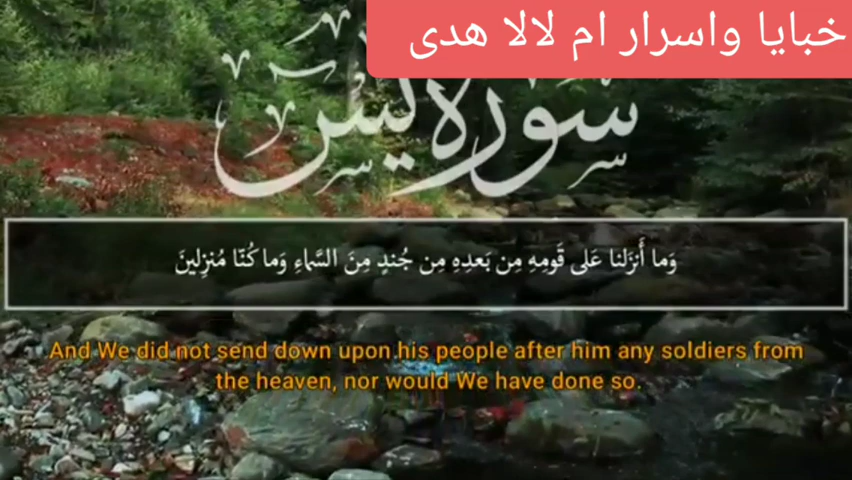 خبايا واسرار ام لالا هدى
سورة يس
وَما أَنزَلنا عَلى قَومِهِ مِن بَعدِهِ مِن جُندٍ مِنَ السَّماءِ وَما كُنّا مُنزِلينَ
And We did not send down upon his people after him any soldiers from
the heaven, nor would We have done so.